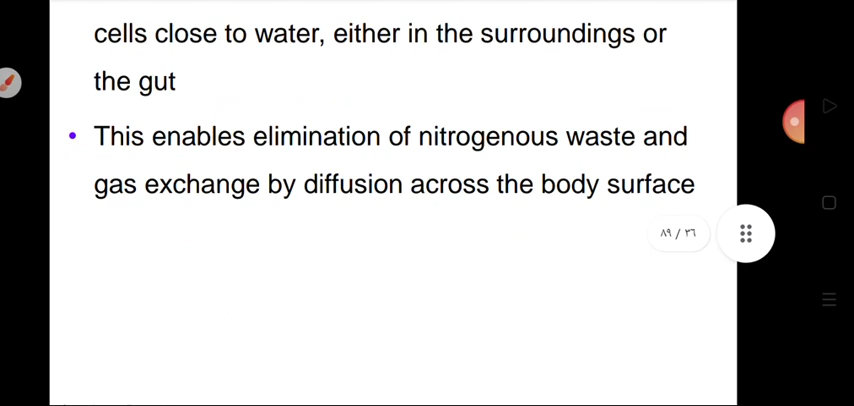 cells close to water, either in the surroundings or
the gut
• This enables elimination of nitrogenous waste and
gas exchange by diffusion across the body surface
٨٩ / ٣٦